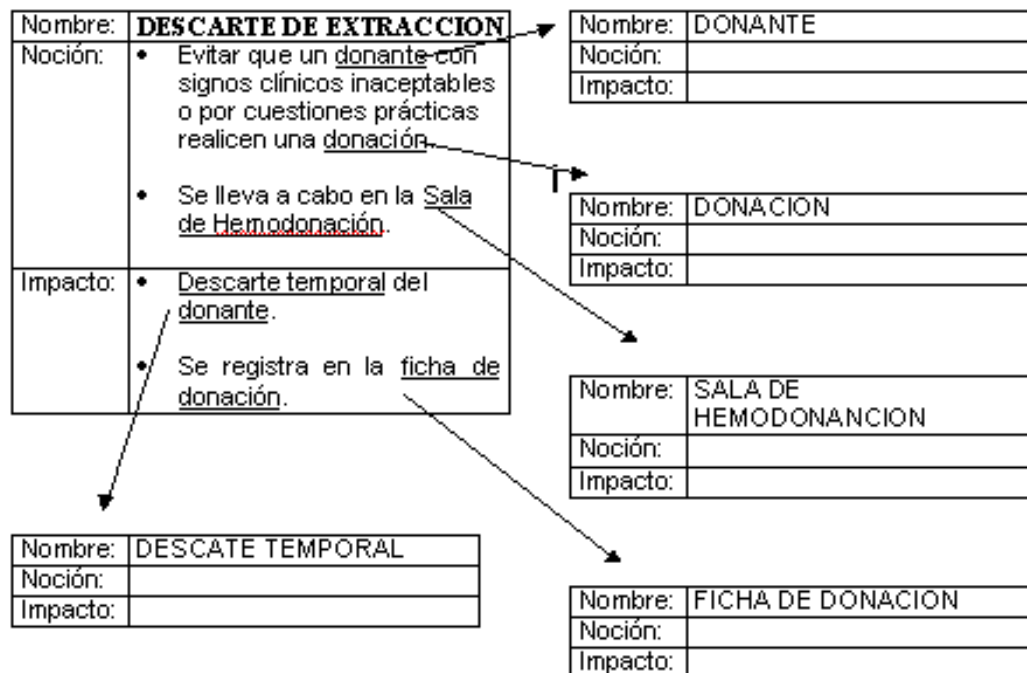 Nombre: DESCARTE DE EXTRACCION
Noción: • Evitar que un donante con
signos clínicos inaceptables
o por cuestiones prácticas
realicen una donación.
• Se lleva a cabo en la Sala
de Hemodonación.
Impacto: • Descarte temporal del
donante.
• Se registra en la ficha de
donación.
Nombre: DESCATE TEMPORAL
Noción:
Impacto:
Nombre: DONANTE
Noción:
Impacto:
Nombre: DONACION
Noción:
Impacto:
Nombre: SALA DE
HEMODONANCION
Noción:
Impacto:
Nombre: FICHA DE DONACION
Noción:
Impacto: